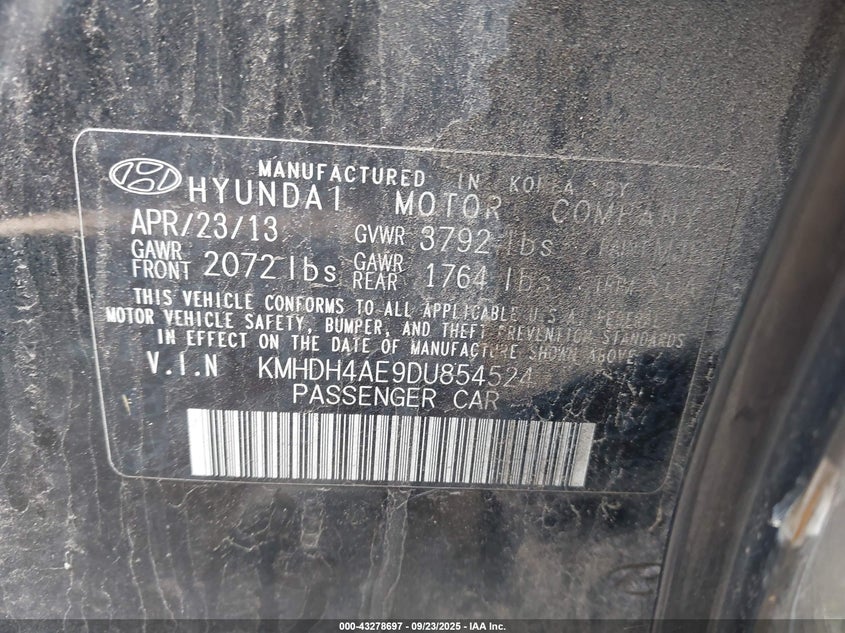 MANUFACTURED IN KOREA BY
HYUNDAI MOTOR COMPA
APR/23/13 GVWR 3792 lbs
GAWR FRONT 2072 lbs GAWR REAR 1764 lbs
THIS VEHICLE CONFORMS TO ALL APPLICABLE U.S.A. FEDERAL
MOTOR VEHICLE SAFETY, BUMPER, AND THEFT PREVENTION STANDARDS
IN EFFECT ON THE DATE OF MANUFACTURE SHOWN ABOVE.
V.I.N KMHDH4AE9DU854524
PASSENGER CAR
000-43278697 - 09/23/2025 - IAA Inc.